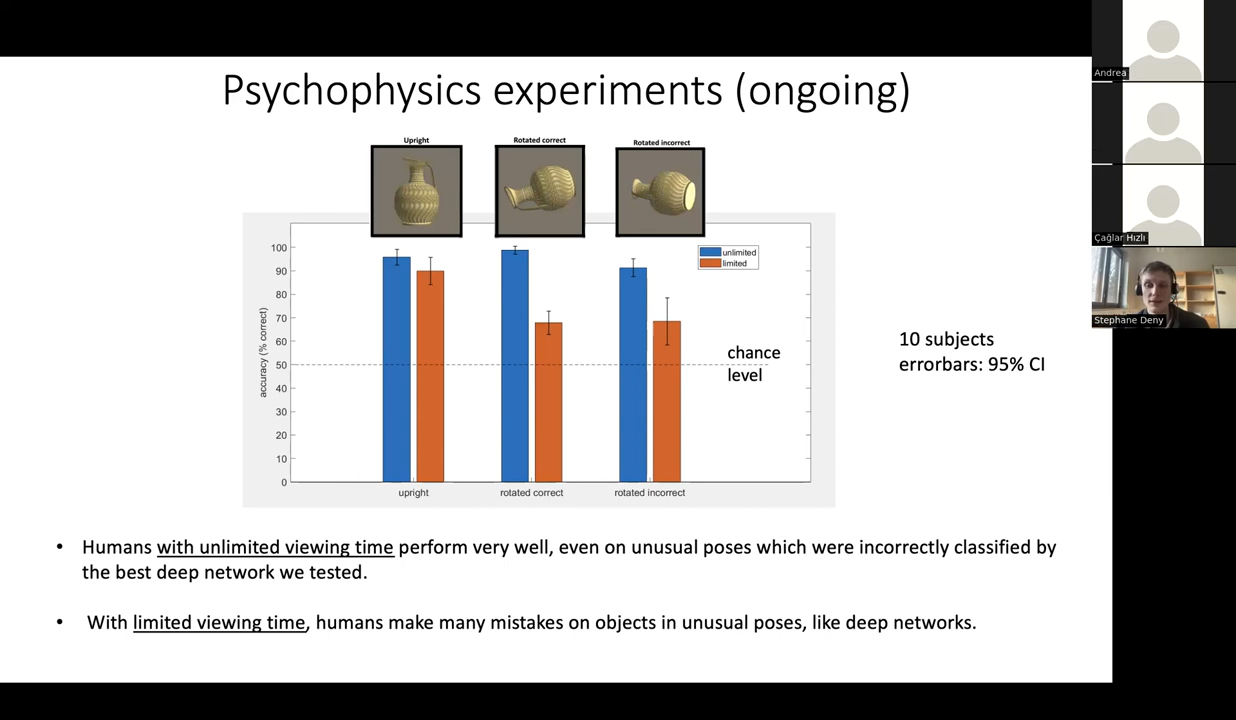 Psychophysics experiments (ongoing)
Upright
Rotated correct
Rotated incorrect
100
90
80
70
60
50
40
30
20
10
0
accuracy (% correct)
unlimited
limited
chance
level
upright
rotated correct
rotated incorrect
10 subjects
errorbars: 95% CI
• Humans with unlimited viewing time perform very well, even on unusual poses which were incorrectly classified by
the best deep network we tested.
• With limited viewing time, humans make many mistakes on objects in unusual poses, like deep networks.
Andrea
Çağlar Hızlı
Stephane Deny